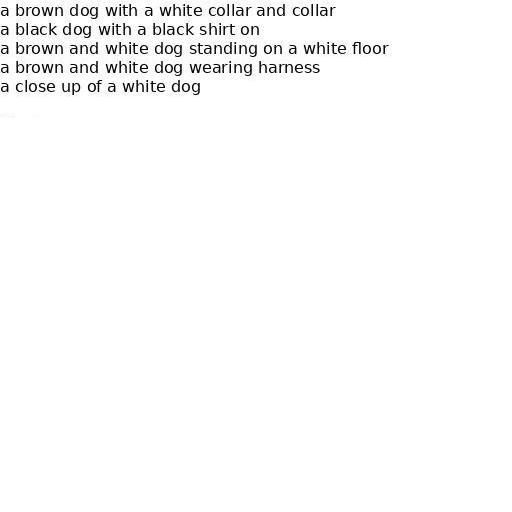 a brown dog with a white collar and collar
a black dog with a black shirt on
a brown and white dog standing on a white floor
a brown and white dog wearing harness
a close up of a white dog